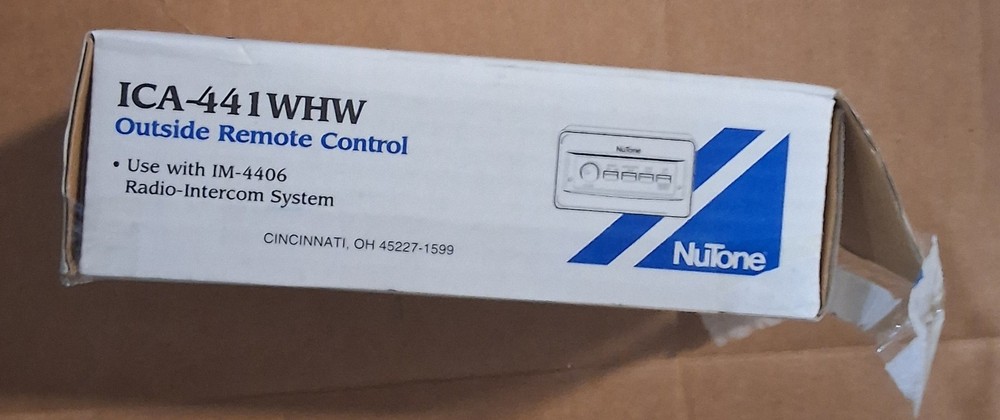 ICA-441WHW
Outside Remote Control
• Use with IM-4406
Radio-Intercom System
CINCINNATI, OH 45227-1599
NuTone
NuTone